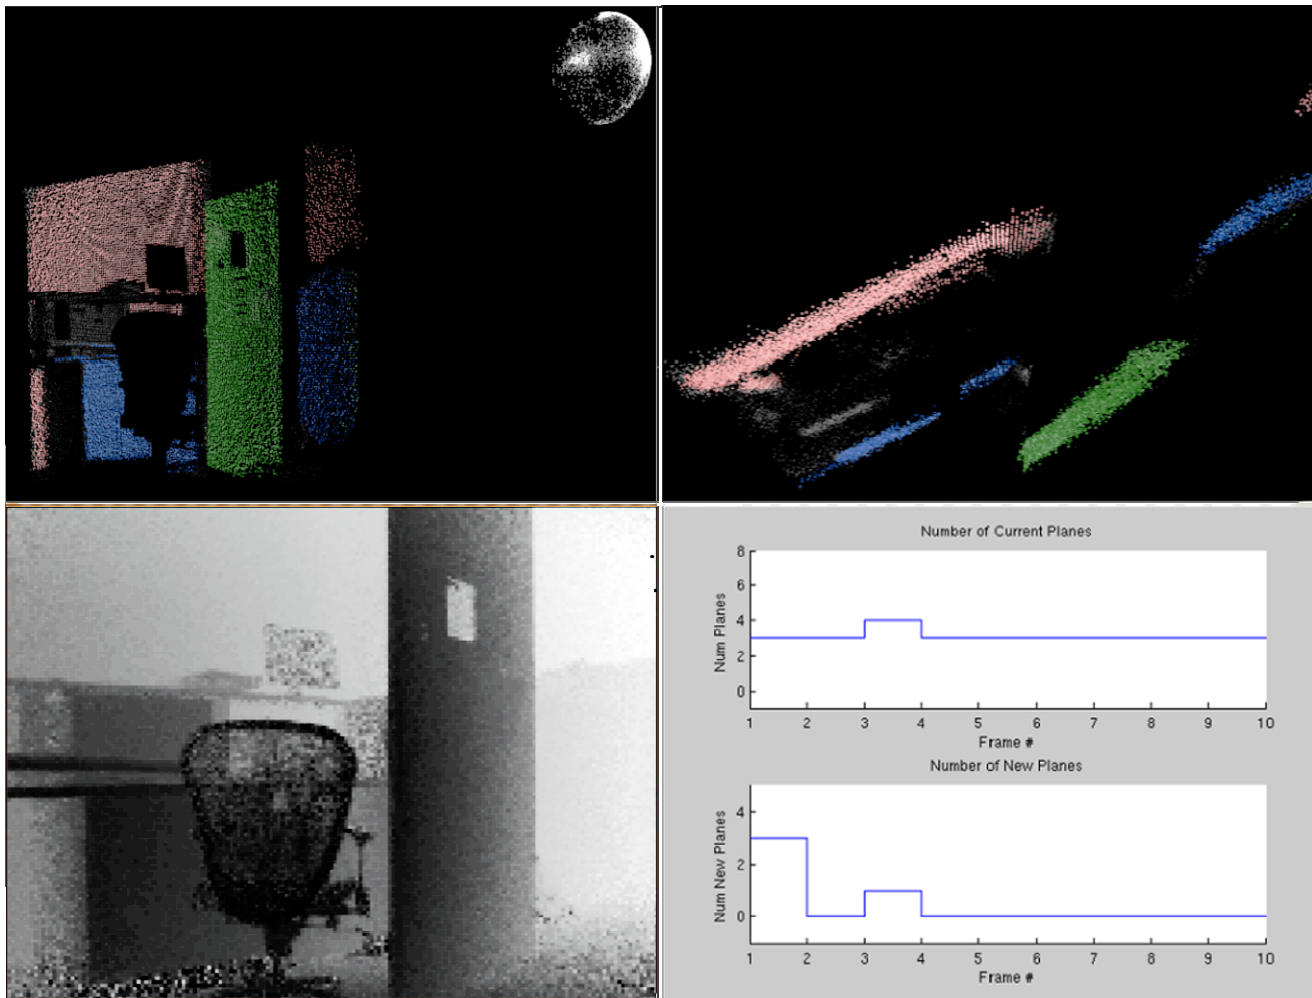 Number of Current Planes
8
6
4
2
0
Num Planes
1 2 3 4 5 6 7 8 9 10
Frame #
Number of New Planes
4
2
0
Num New Planes
1 2 3 4 5 6 7 8 9 10
Frame #